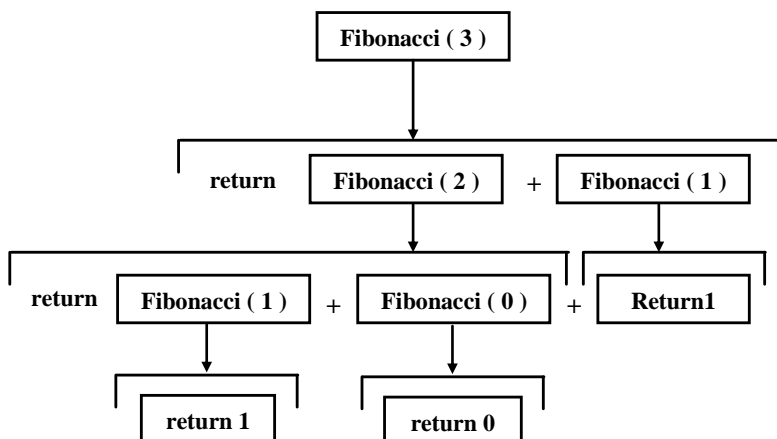 Fibonacci ( 3 )
return Fibonacci ( 2 ) + Fibonacci ( 1 )
return Fibonacci ( 1 ) + Fibonacci ( 0 ) + Return1
return 1 return 0